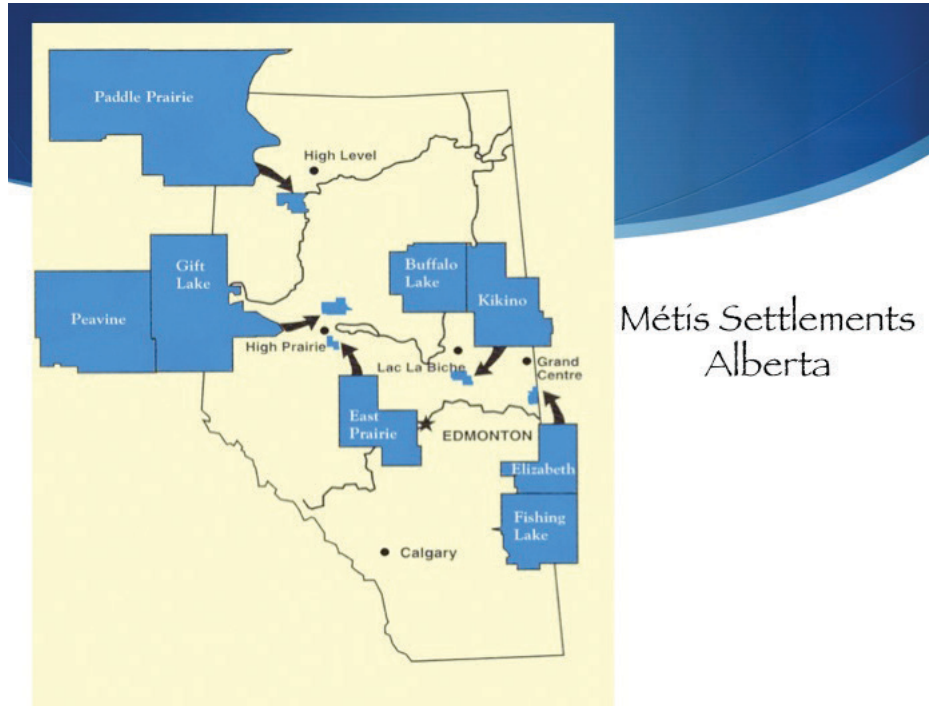 Paddle Prairie
High Level
Gift
Lake
Peavine
Buffalo
Lake
Kikino
High Prairie
Lac La Biche
Grand
Centre
East
Prairie
EDMONTON
Elizabeth
Fishing
Lake
Calgary
Métis Settlements
Alberta